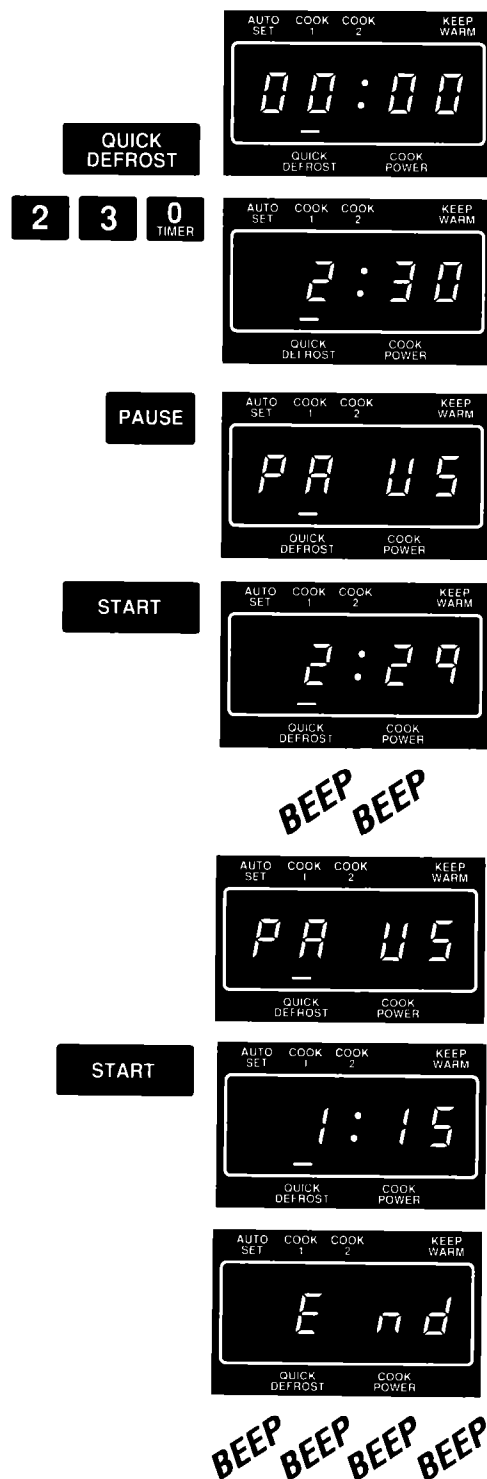 AUTO SET COOK 1 COOK 2 KEEP WARM
00:00
QUICK DEFROST COOK POWER
QUICK DEFROST
2 3 0 TIMER
AUTO SET COOK 1 COOK 2 KEEP WARM
2:30
QUICK DEFROST COOK POWER
PAUSE
AUTO SET COOK 1 COOK 2 KEEP WARM
PA US
QUICK DEFROST COOK POWER
START
AUTO SET COOK 1 COOK 2 KEEP WARM
2:29
QUICK DEFROST COOK POWER
BEEP BEEP
AUTO SET COOK 1 COOK 2 KEEP WARM
PA US
QUICK DEFROST COOK POWER
START
AUTO SET COOK 1 COOK 2 KEEP WARM
1:15
QUICK DEFROST COOK POWER
AUTO SET COOK 1 COOK 2 KEEP WARM
E nd
QUICK DEFROST COOK POWER
BEEP BEEP BEEP BEEP